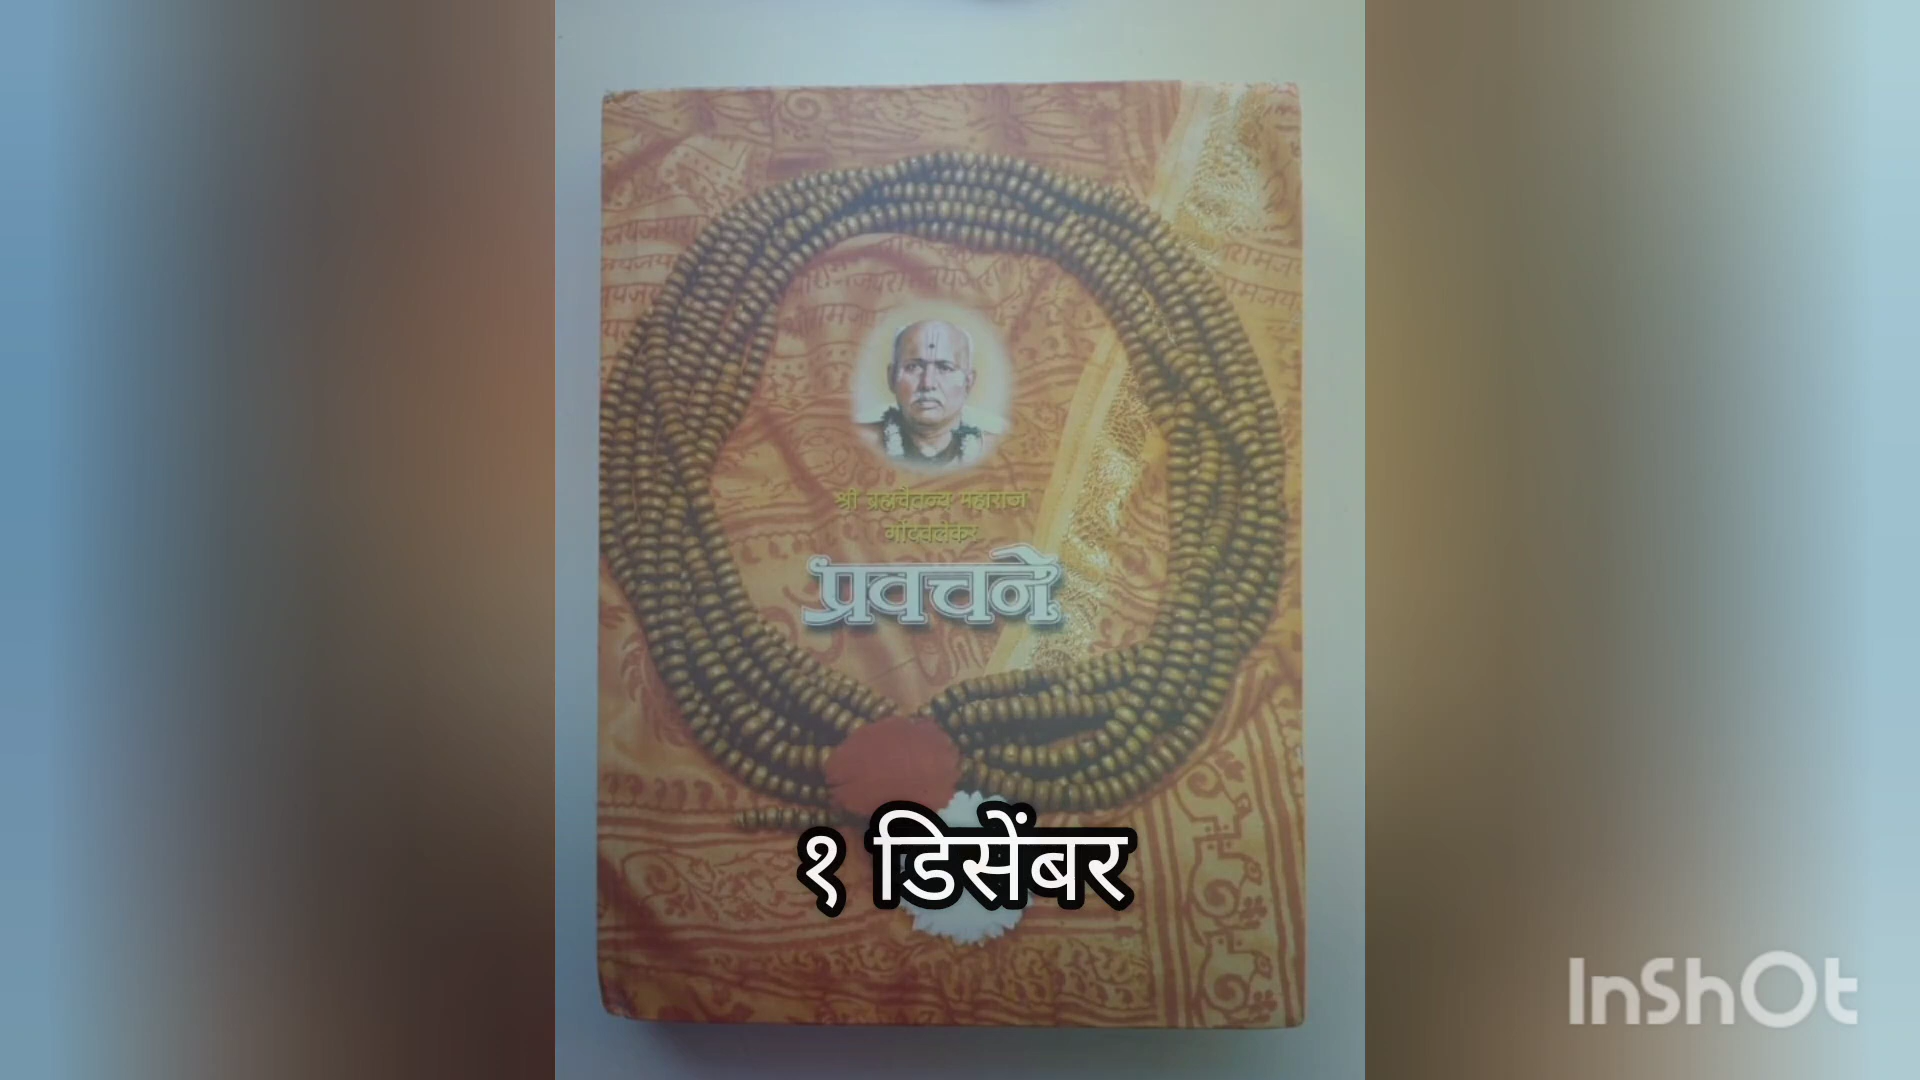 श्री ब्रह्मचैतन्य महाराज
गोंदवलेकर
प्रवचने
१ डिसेंबर
InShOt